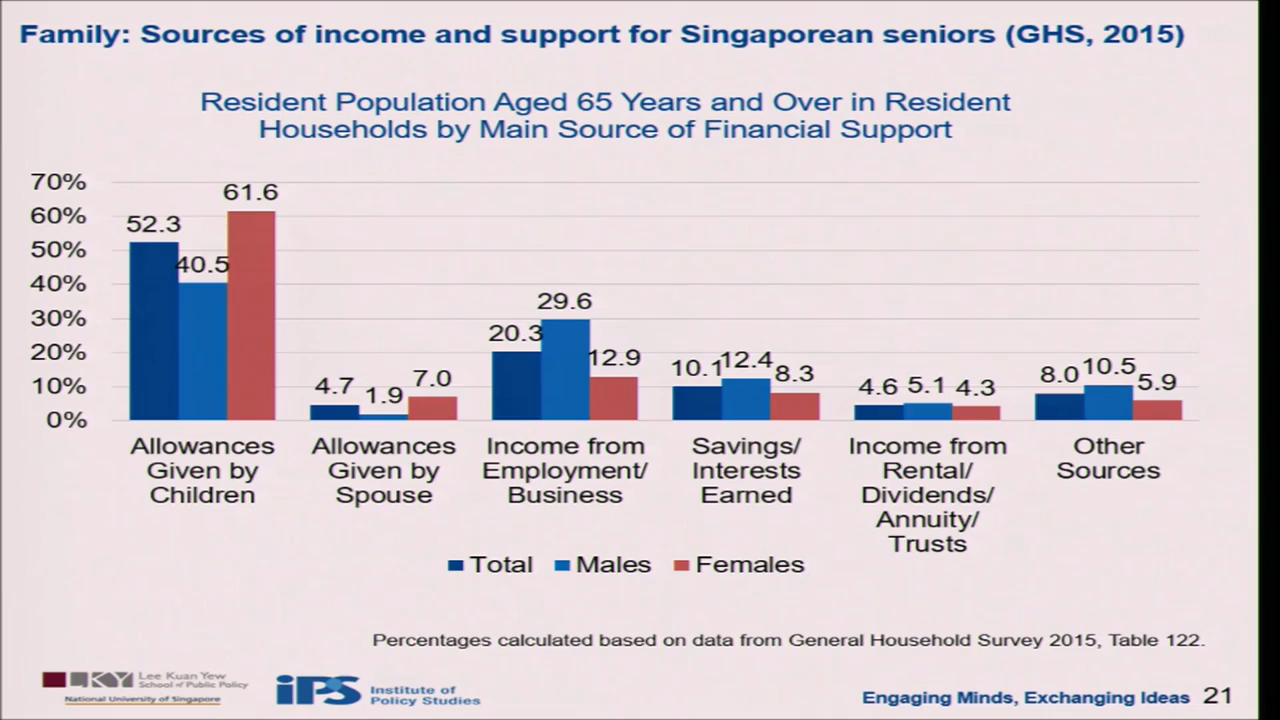 Family: Sources of income and support for Singaporean seniors (GHS, 2015)
Resident Population Aged 65 Years and Over in Resident
Households by Main Source of Financial Support
70%
60%
50%
40%
30%
20%
10%
0%
52.3
40.5
61.6
4.7
1.9
7.0
20.3
29.6
12.9
10.1
12.4
8.3
4.6
5.1
4.3
8.0
10.5
5.9
Allowances
Given by
Children
Allowances
Given by
Spouse
Income from
Employment/
Business
Savings/
Interests
Earned
Income from
Rental/
Dividends/
Annuity/
Trusts
Other
Sources
Total
Males
Females
Percentages calculated based on data from General Household Survey 2015, Table 122.
LKY
Lee Kuan Yew
School of Public Policy
National University of Singapore
iPS
Institute of
Policy Studies
Engaging Minds, Exchanging Ideas 21